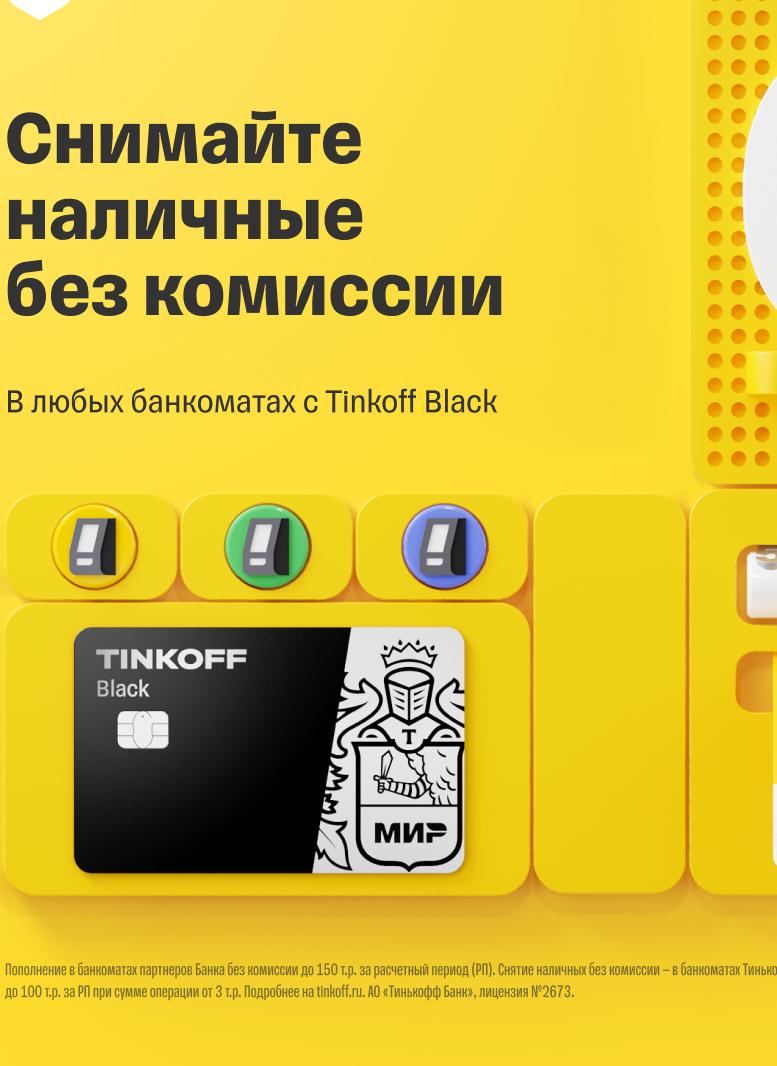 Снимайте
наличные
без комиссии
В любых банкоматах с Tinkoff Black
TINKOFF
Black
Т
МИР
Пополнение в банкоматах партнеров Банка без комиссии до 150 т.р. за расчетный период (РП). Снятие наличных без комиссии – в банкоматах Тинько
до 100 т.р. за РП при сумме операции от 3 т.р. Подробнее на tinkoff.ru. АО «Тинькофф Банк», лицензия №2673.